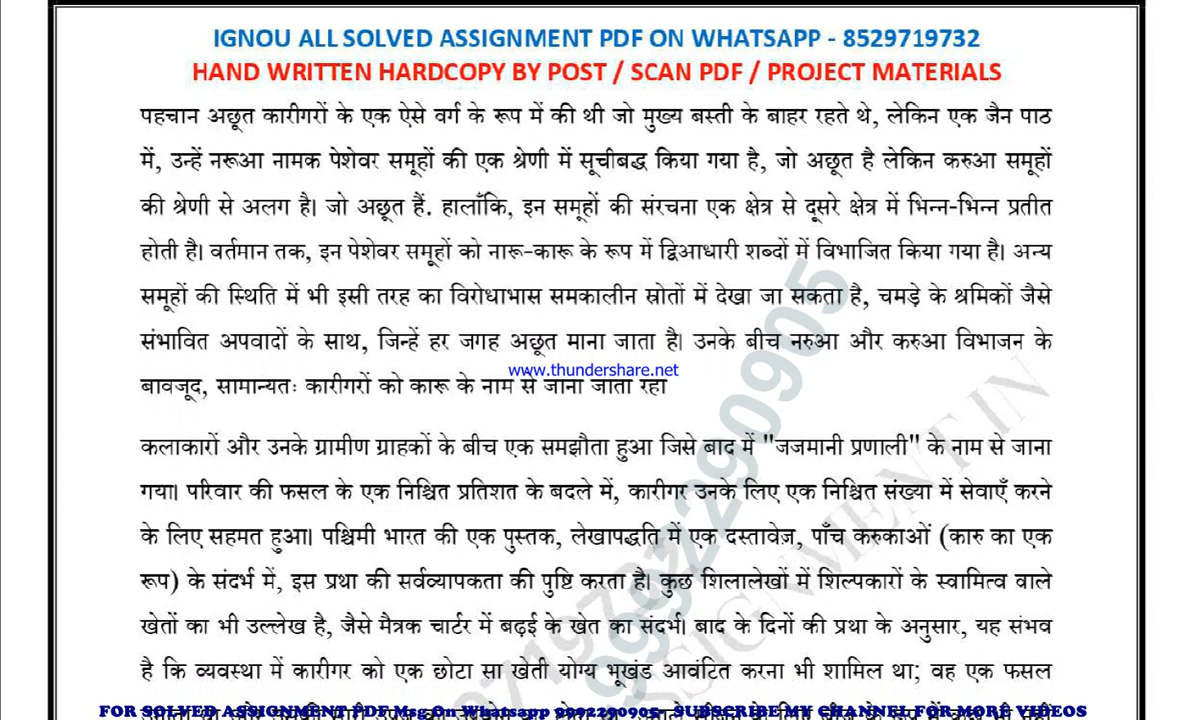 IGNOU ALL SOLVED ASSIGNMENT PDF ON WHATSAPP - 8529719732
HAND WRITTEN HARDCOPY BY POST / SCAN PDF / PROJECT MATERIALS
पहचान अछूत कारीगरों के एक ऐसे वर्ग के रूप में की थी जो मुख्य बस्ती के बाहर रहते थे, लेकिन एक जैन पाठ
में, उन्हें नरूआ नामक पेशेवर समूहों की एक श्रेणी में सूचीबद्ध किया गया है, जो अछूत है लेकिन करुआ समूहों
की श्रेणी से अलग है। जो अछूत हैं. हालाँकि, इन समूहों की संरचना एक क्षेत्र से दूसरे क्षेत्र में भिन्न-भिन्न प्रतीत
होती है। वर्तमान तक, इन पेशेवर समूहों को नारू-कारू के रूप में द्विआधारी शब्दों में विभाजित किया गया है। अन्य
समूहों की स्थिति में भी इसी तरह का विरोधाभास समकालीन स्रोतों में देखा जा सकता है, चमड़े के श्रमिकों जैसे
संभावित अपवादों के साथ, जिन्हें हर जगह अछूत माना जाता है। उनके बीच नरुआ और करुआ विभाजन के
www.thundershare.net
बावजूद, सामान्यतः कारीगरों को कारू के नाम से जाना जाता रहा
कलाकारों और उनके ग्रामीण ग्राहकों के बीच एक समझौता हुआ जिसे बाद में "जजमानी प्रणाली" के नाम से जाना
गया। परिवार की फसल के एक निश्चित प्रतिशत के बदले में, कारीगर उनके लिए एक निश्चित संख्या में सेवाएँ करने
के लिए सहमत हुआ। पश्चिमी भारत की एक पुस्तक, लेखापद्धति में एक दस्तावेज़, पाँच करुकाओं (कारु का एक
रूप) के संदर्भ में, इस प्रथा की सर्वव्यापकता की पुष्टि करता है। कुछ शिलालेखों में शिल्पकारों के स्वामित्व वाले
खेतों का भी उल्लेख है, जैसे मैत्रक चार्टर में बढ़ई के खेत का संदर्भ। बाद के दिनों की प्रथा के अनुसार, यह संभव
है कि व्यवस्था में कारीगर को एक छोटा सा खेती योग्य भूखंड आवंटित करना भी शामिल था; वह एक फसल
FOR SOLVED ASSIGNMENT PDF Msg On Whatsapp 9992290905 - SUBSCRIBE MY CHANNEL FOR MORE VIDEOS
9992290905
ASSIGNMENT IN